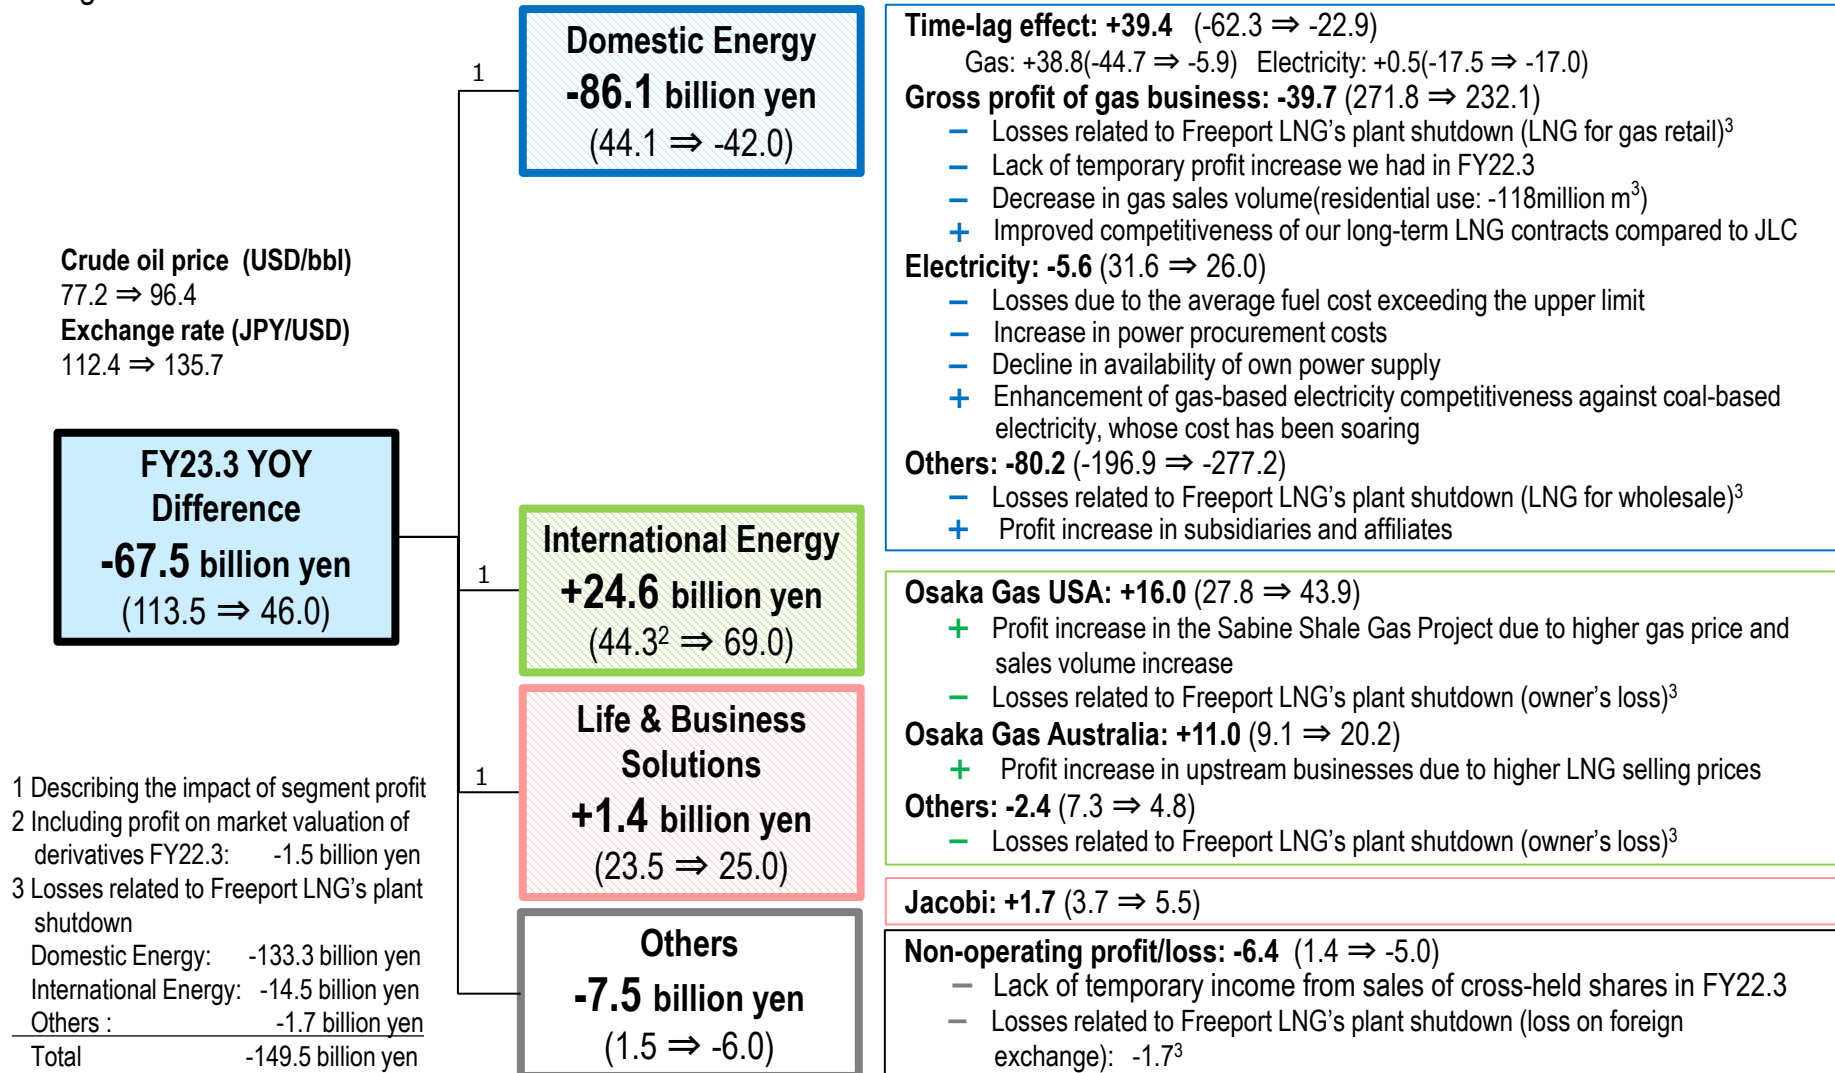 Crude oil price (USD/bbl)
77.2 ⇒ 96.4
Exchange rate (JPY/USD)
112.4 ⇒ 135.7
FY23.3 YOY
Difference
-67.5 billion yen
(113.5 ⇒ 46.0)
1 Describing the impact of segment profit
2 Including profit on market valuation of
derivatives FY22.3: -1.5 billion yen
3 Losses related to Freeport LNG’s plant
shutdown
Domestic Energy: -133.3 billion yen
International Energy: -14.5 billion yen
Others : -1.7 billion yen
Total -149.5 billion yen
1
Domestic Energy
-86.1 billion yen
(44.1 ⇒ -42.0)
1
International Energy
+24.6 billion yen
(44.3² ⇒ 69.0)
1
Life & Business
Solutions
+1.4 billion yen
(23.5 ⇒ 25.0)
Others
-7.5 billion yen
(1.5 ⇒ -6.0)
Time-lag effect: +39.4 (-62.3 ⇒ -22.9)
Gas: +38.8(-44.7 ⇒ -5.9) Electricity: +0.5(-17.5 ⇒ -17.0)
Gross profit of gas business: -39.7 (271.8 ⇒ 232.1)
− Losses related to Freeport LNG’s plant shutdown (LNG for gas retail)³
− Lack of temporary profit increase we had in FY22.3
− Decrease in gas sales volume(residential use: -118million m³)
+ Improved competitiveness of our long-term LNG contracts compared to JLC
Electricity: -5.6 (31.6 ⇒ 26.0)
− Losses due to the average fuel cost exceeding the upper limit
− Increase in power procurement costs
− Decline in availability of own power supply
+ Enhancement of gas-based electricity competitiveness against coal-based
electricity, whose cost has been soaring
Others: -80.2 (-196.9 ⇒ -277.2)
− Losses related to Freeport LNG’s plant shutdown (LNG for wholesale)³
+ Profit increase in subsidiaries and affiliates
Osaka Gas USA: +16.0 (27.8 ⇒ 43.9)
+ Profit increase in the Sabine Shale Gas Project due to higher gas price and
sales volume increase
− Losses related to Freeport LNG’s plant shutdown (owner’s loss)³
Osaka Gas Australia: +11.0 (9.1 ⇒ 20.2)
+ Profit increase in upstream businesses due to higher LNG selling prices
Others: -2.4 (7.3 ⇒ 4.8)
− Losses related to Freeport LNG’s plant shutdown (owner’s loss)³
Jacobi: +1.7 (3.7 ⇒ 5.5)
Non-operating profit/loss: -6.4 (1.4 ⇒ -5.0)
− Lack of temporary income from sales of cross-held shares in FY22.3
− Losses related to Freeport LNG’s plant shutdown (loss on foreign
exchange): -1.7³